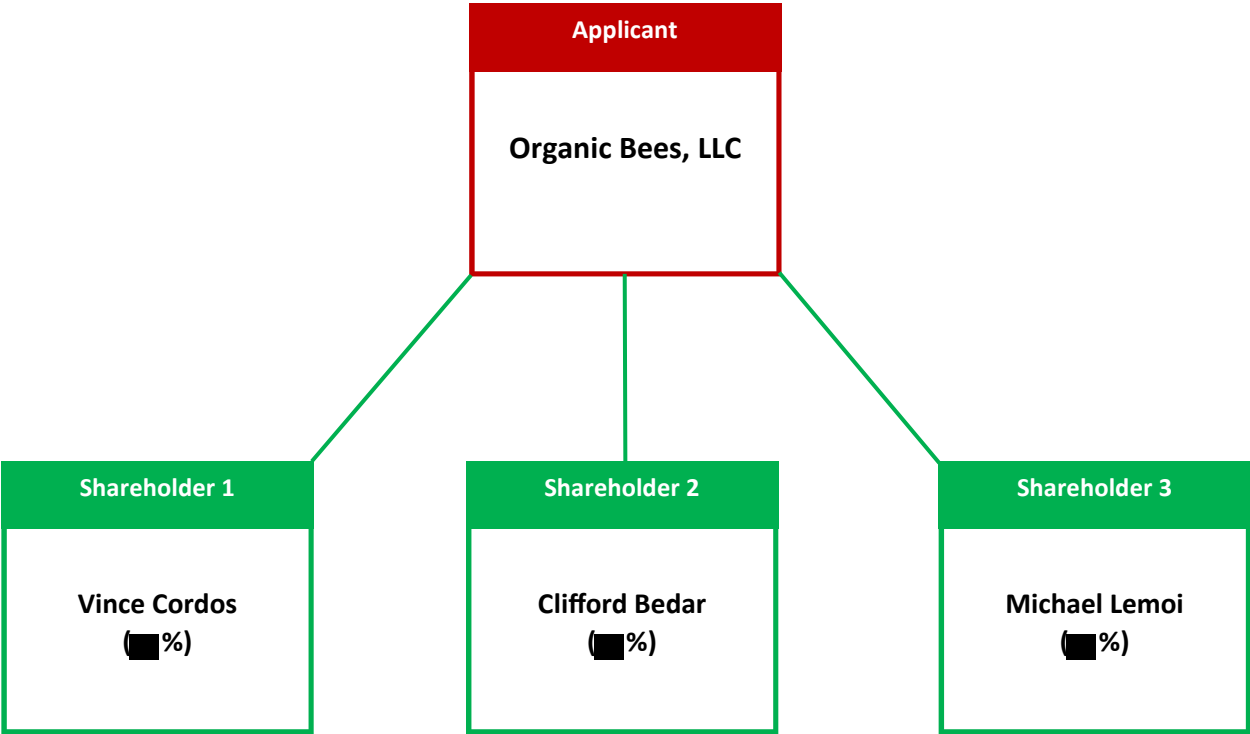 Applicant
Organic Bees, LLC
Shareholder 1
Shareholder 2
Shareholder 3
Vince Cordos
( %)
Clifford Bedar
( %)
Michael Lemoi
( %)